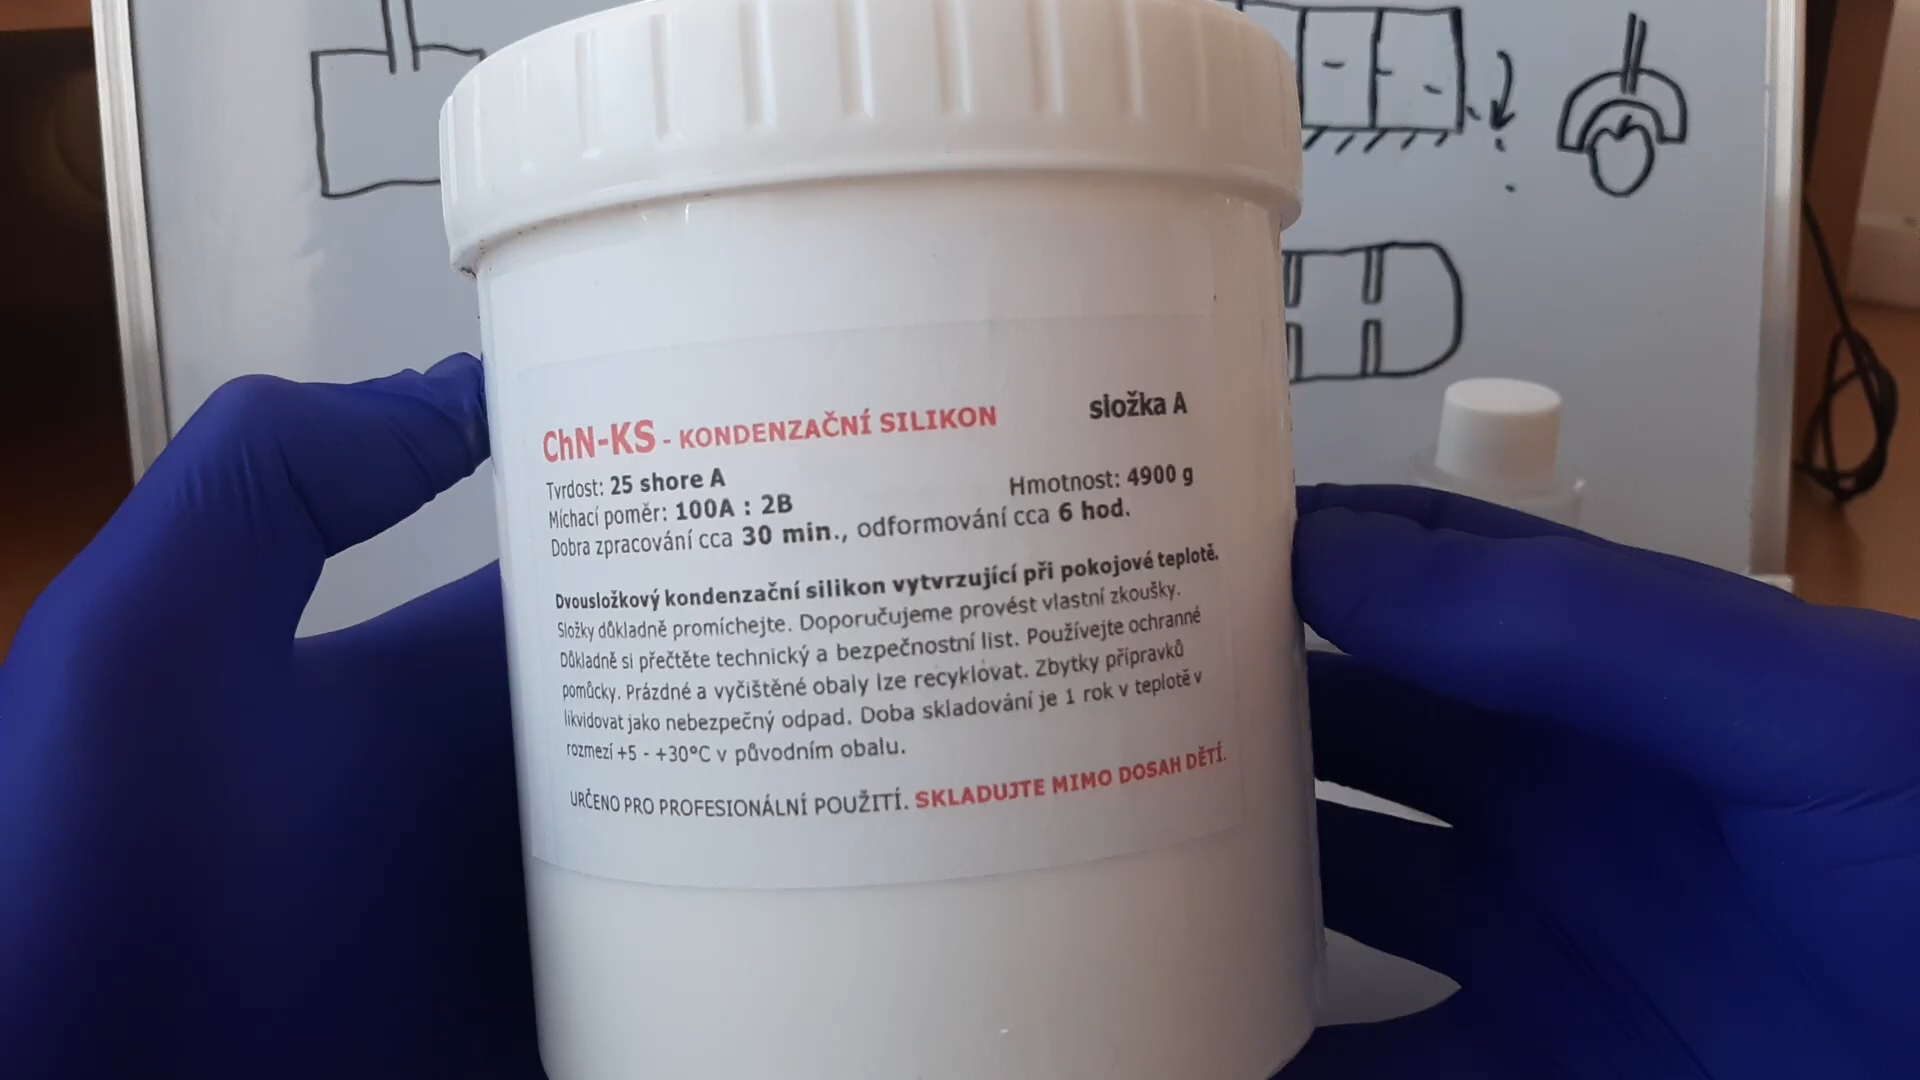 ChN-KS - KONDENZAČNÍ SILIKON
složka A
Tvrdost: 25 shore A
Hmotnost: 4900 g
Míchací poměr: 100A : 2B
Dobra zpracování cca 30 min., odformování cca 6 hod.
Dvousložkový kondenzační silikon vytvrzující při pokojové teplotě.
Složky důkladně promíchejte. Doporučujeme provést vlastní zkoušky.
Důkladně si přečtěte technický a bezpečnostní list. Používejte ochranné
pomůcky. Prázdné a vyčištěné obaly lze recyklovat. Zbytky přípravků
likvidovat jako nebezpečný odpad. Doba skladování je 1 rok v teplotě v
rozmezí +5 - +30°C v původním obalu.
URČENO PRO PROFESIONÁLNÍ POUŽITÍ. SKLADUJTE MIMO DOSAH DĚTÍ.